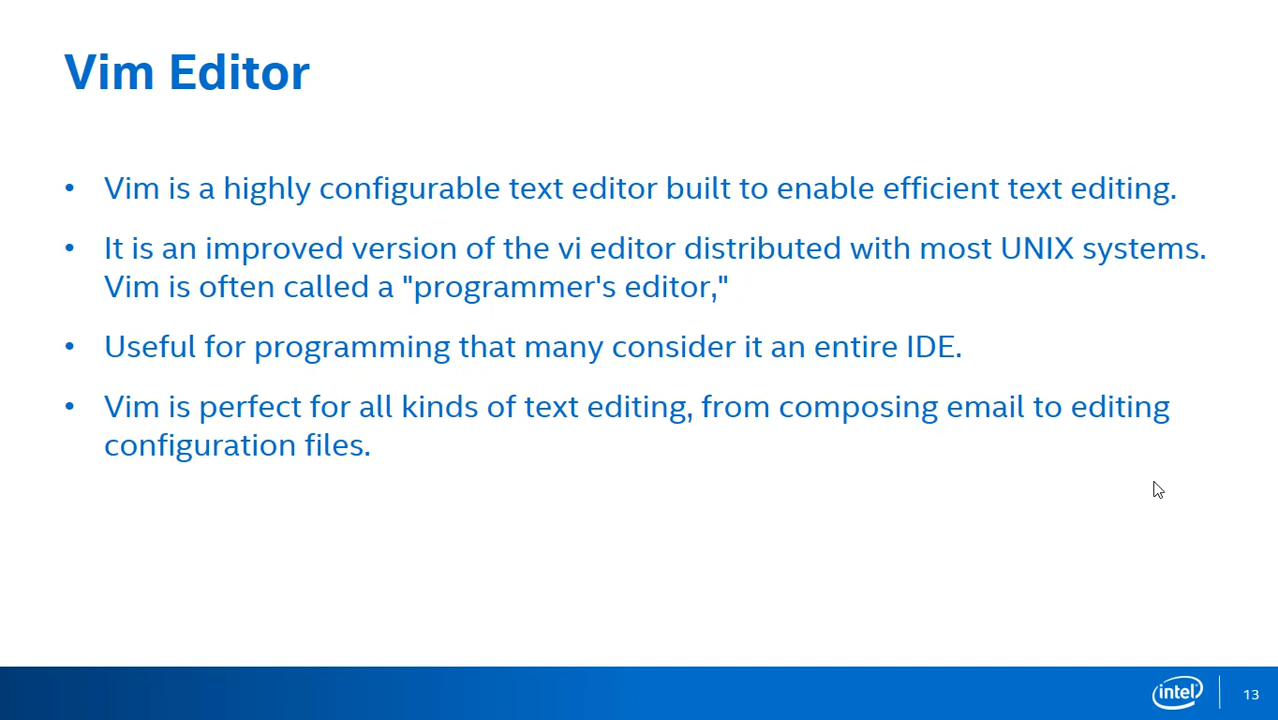 Vim Editor
• Vim is a highly configurable text editor built to enable efficient text editing.
• It is an improved version of the vi editor distributed with most UNIX systems.
Vim is often called a "programmer's editor,"
• Useful for programming that many consider it an entire IDE.
• Vim is perfect for all kinds of text editing, from composing email to editing
configuration files.
intel
13